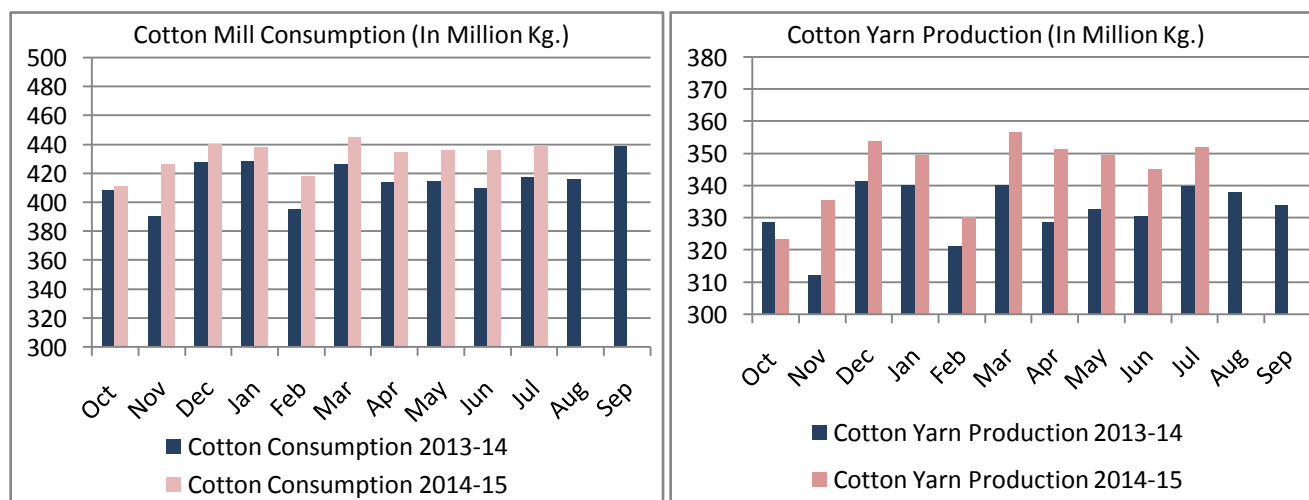 Cotton Mill Consumption (In Million Kg.)
500
480
460
440
420
400
380
360
340
320
300
Oct
Nov
Dec
Jan
Feb
Mar
Apr
May
Jun
Jul
Aug
Sep
Cotton Consumption 2013-14
Cotton Consumption 2014-15
Cotton Yarn Production (In Million Kg.)
380
370
360
350
340
330
320
310
300
Oct
Nov
Dec
Jan
Feb
Mar
Apr
May
Jun
Jul
Aug
Sep
Cotton Yarn Production 2013-14
Cotton Yarn Production 2014-15